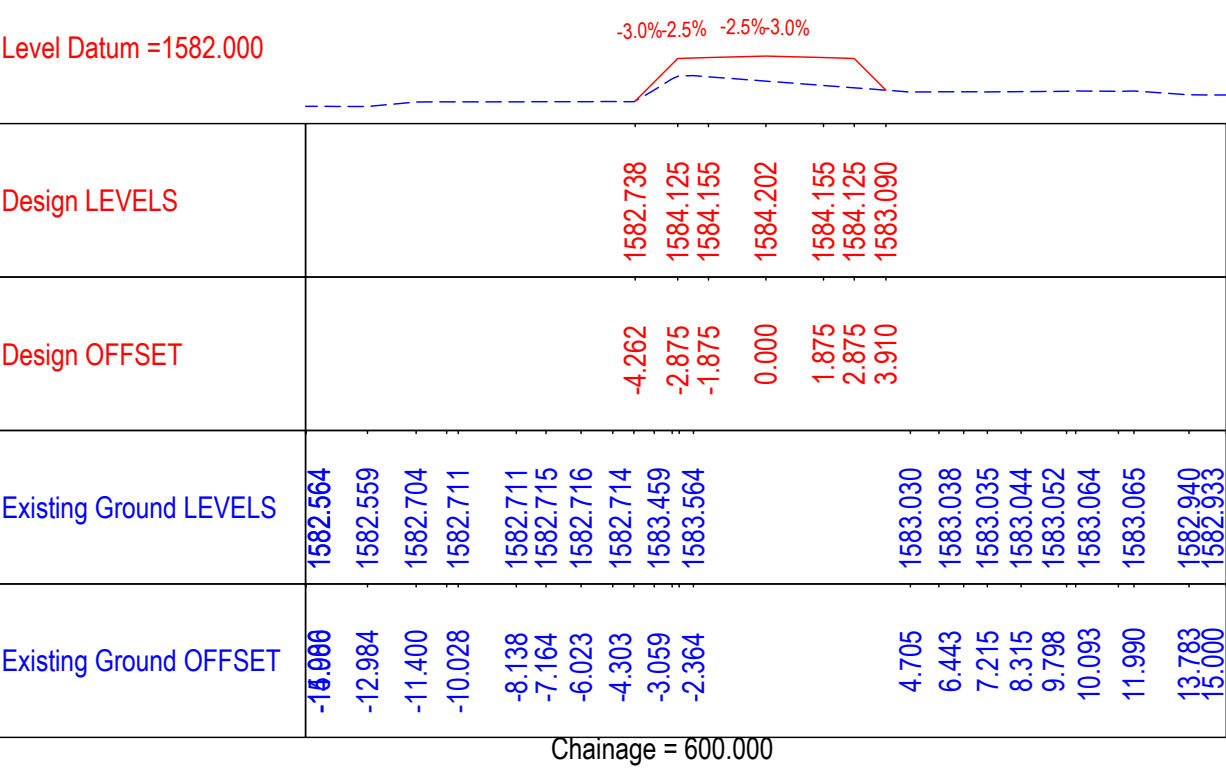 -3.0%-2.5% -2.5%-3.0%
Level Datum =1582.000
Design LEVELS 1582.738 1584.125 1584.155 1584.202 1584.155 1584.125 1583.090
Design OFFSET -4.262 -2.875 -1.875 0.000 1.875 2.875 3.910
Existing Ground LEVELS 1582.564 1582.559 1582.704 1582.711 1582.711 1582.715 1582.716 1582.714 1583.459 1583.564 1583.030 1583.038 1583.035 1583.044 1583.052 1583.064 1583.065 1582.940 1582.933
Existing Ground OFFSET -12.984 -11.400 -10.028 -8.138 -7.164 -6.023 -4.303 -3.059 -2.364 4.705 6.443 7.215 8.315 9.798 10.093 11.990 13.783 15.000
Chainage = 600.000